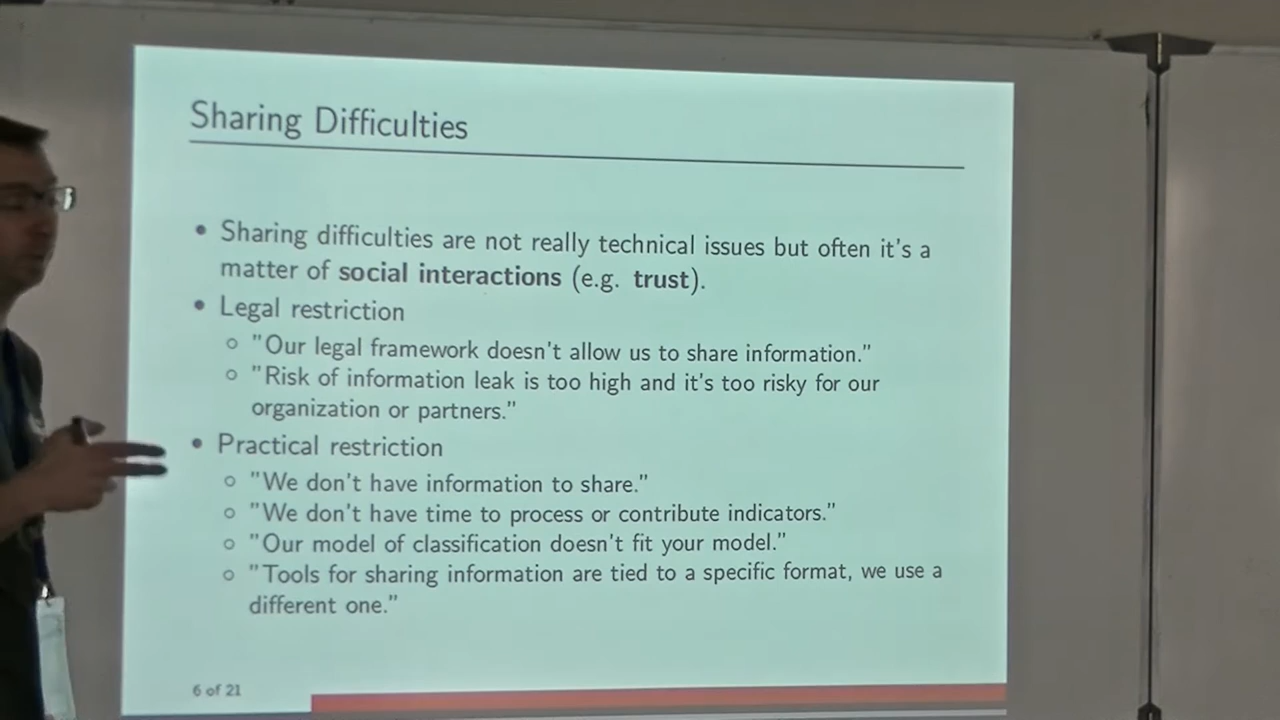 Sharing Difficulties
• Sharing difficulties are not really technical issues but often it's a
matter of social interactions (e.g. trust).
• Legal restriction
◦ "Our legal framework doesn't allow us to share information."
◦ "Risk of information leak is too high and it's too risky for our
organization or partners."
• Practical restriction
◦ "We don't have information to share."
◦ "We don't have time to process or contribute indicators."
◦ "Our model of classification doesn't fit your model."
◦ "Tools for sharing information are tied to a specific format, we use a
different one."
6 of 21